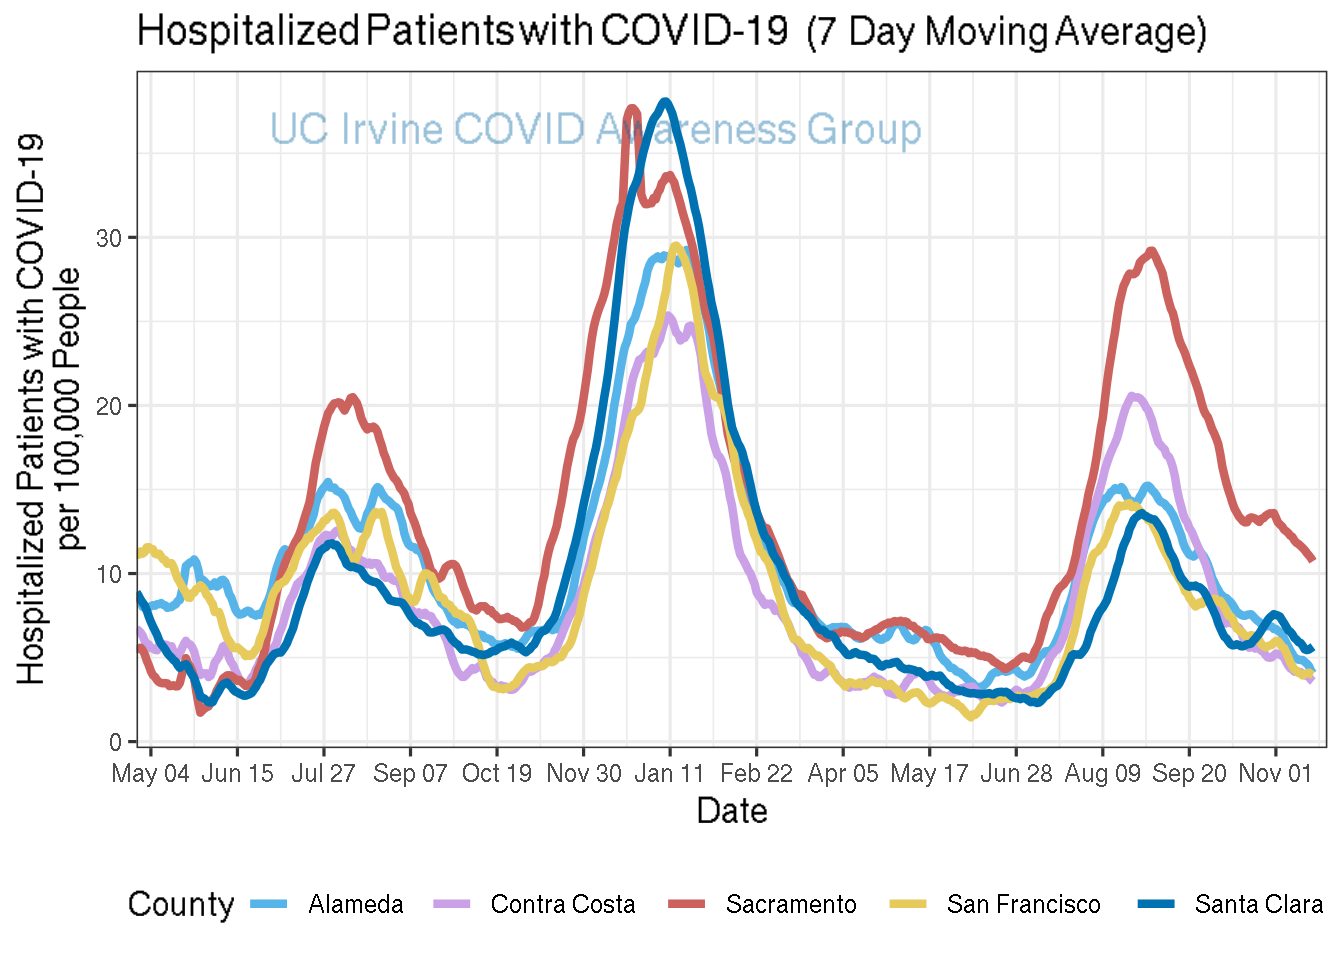 Hospitalized Patients with COVID-19 (7 Day Moving Average)
UC Irvine COVID Awareness Group
Hospitalized Patients with COVID-19
per 100,000 People
30
20
10
0
May 04 Jun 15 Jul 27 Sep 07 Oct 19 Nov 30 Jan 11 Feb 22 Apr 05 May 17 Jun 28 Aug 09 Sep 20 Nov 01
Date
County Alameda Contra Costa Sacramento San Francisco Santa Clara